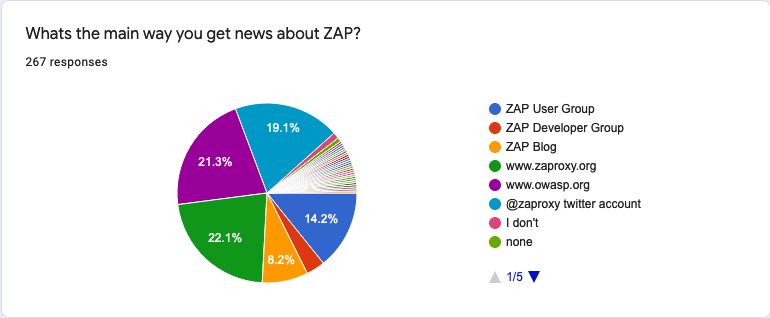 Whats the main way you get news about ZAP?
267 responses
19.1%
21.3%
14.2%
22.1%
8.2%
ZAP User Group
ZAP Developer Group
ZAP Blog
www.zaproxy.org
www.owasp.org
@zaproxy twitter account
I don't
none
1/5